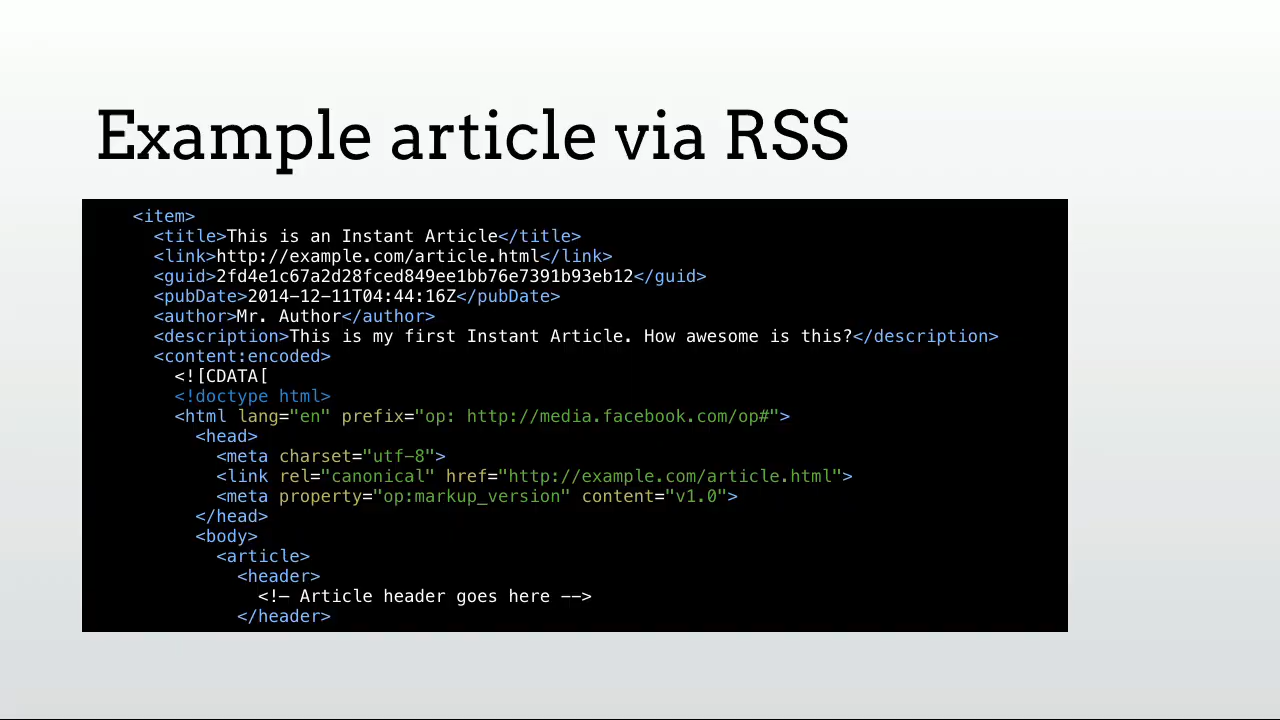 Example article via RSS
<item>
<title>This is an Instant Article</title>
<link>http://example.com/article.html</link>
<guid>2fd4e1c67a2d28fced849ee1bb76e7391b93eb12</guid>
<pubDate>2014-12-11T04:44:16Z</pubDate>
<author>Mr. Author</author>
<description>This is my first Instant Article. How awesome is this?</description>
<content:encoded>
<![CDATA[
<!doctype html>
<html lang="en" prefix="op: http://media.facebook.com/op#">
<head>
<meta charset="utf-8">
<link rel="canonical" href="http://example.com/article.html">
<meta property="op:markup_version" content="v1.0">
</head>
<body>
<article>
<header>
<!— Article header goes here -->
</header>